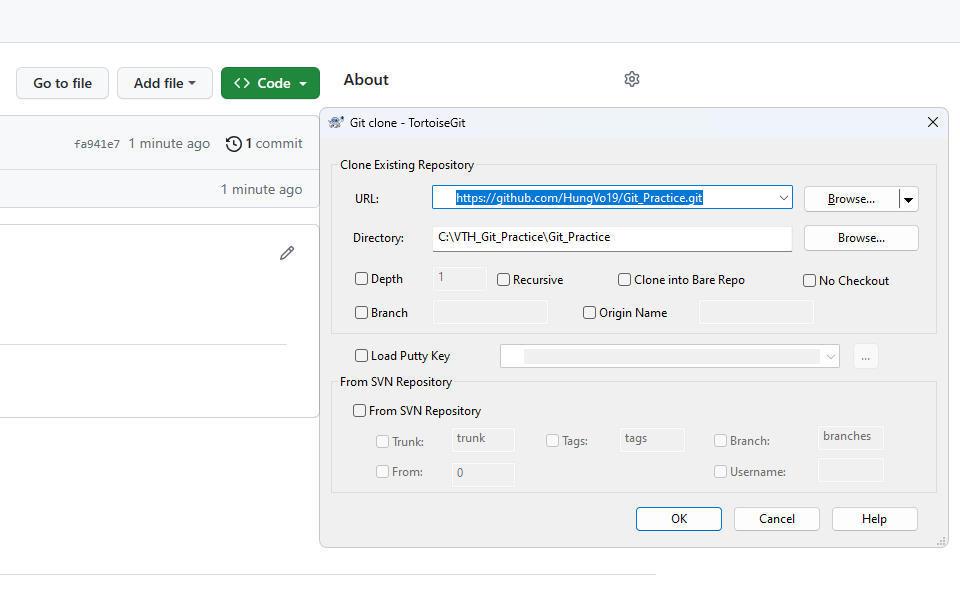 Go to file Add file Code About
Git clone - TortoiseGit
fa941e7 1 minute ago 1 commit
1 minute ago
Clone Existing Repository
URL: https://github.com/HungVo19/Git_Practice.git Browse...
Directory: C:\VTH_Git_Practice\Git_Practice Browse...
Depth 1 Recursive Clone into Bare Repo No Checkout
Branch Origin Name
Load Putty Key ...
From SVN Repository
From SVN Repository
Trunk: trunk Tags: tags Branch: branches
From: 0 Username:
OK Cancel Help